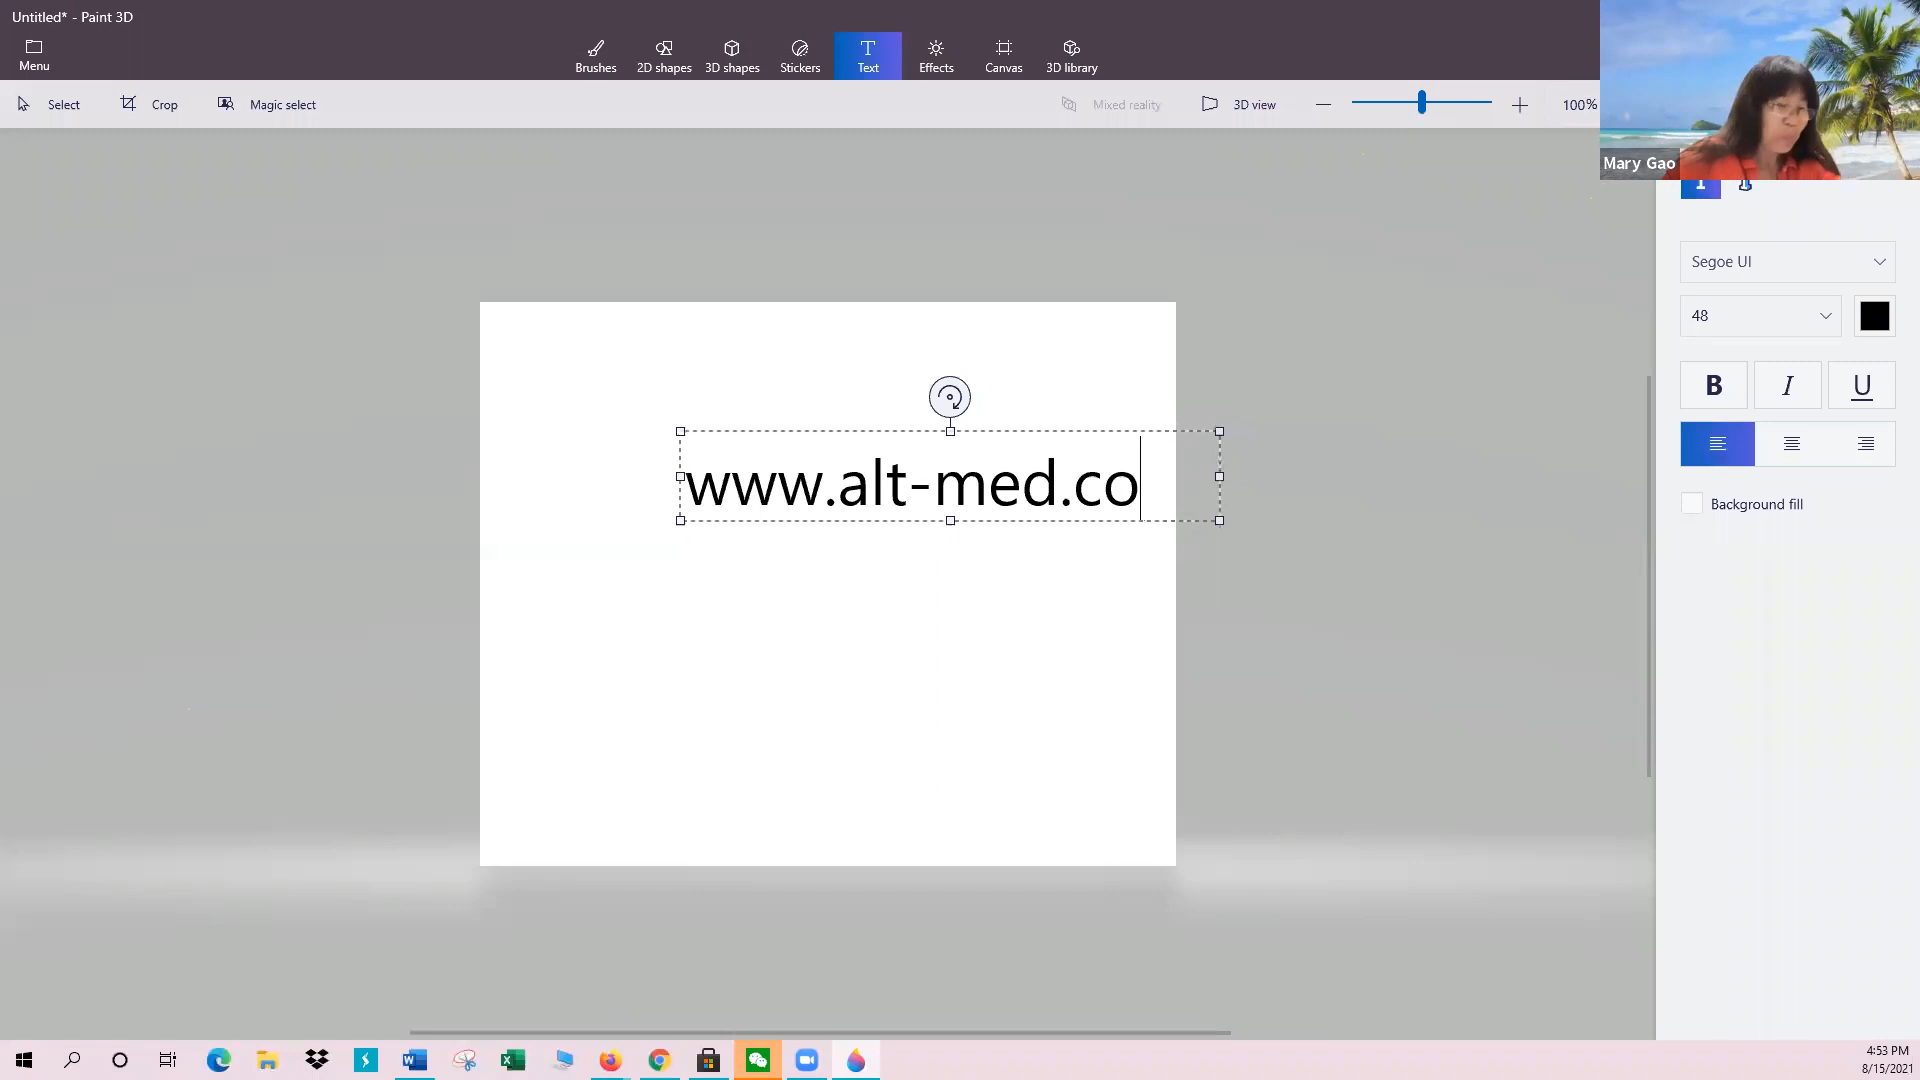 Untitled* - Paint 3D
Menu
Brushes
2D shapes
3D shapes
Stickers
Text
Effects
Canvas
3D library
Select
Crop
Magic select
Mixed reality
3D view
100%
Mary Gao
Segoe UI
48
B
I
U
Background fill
www.alt-med.co
4:53 PM
8/15/2021